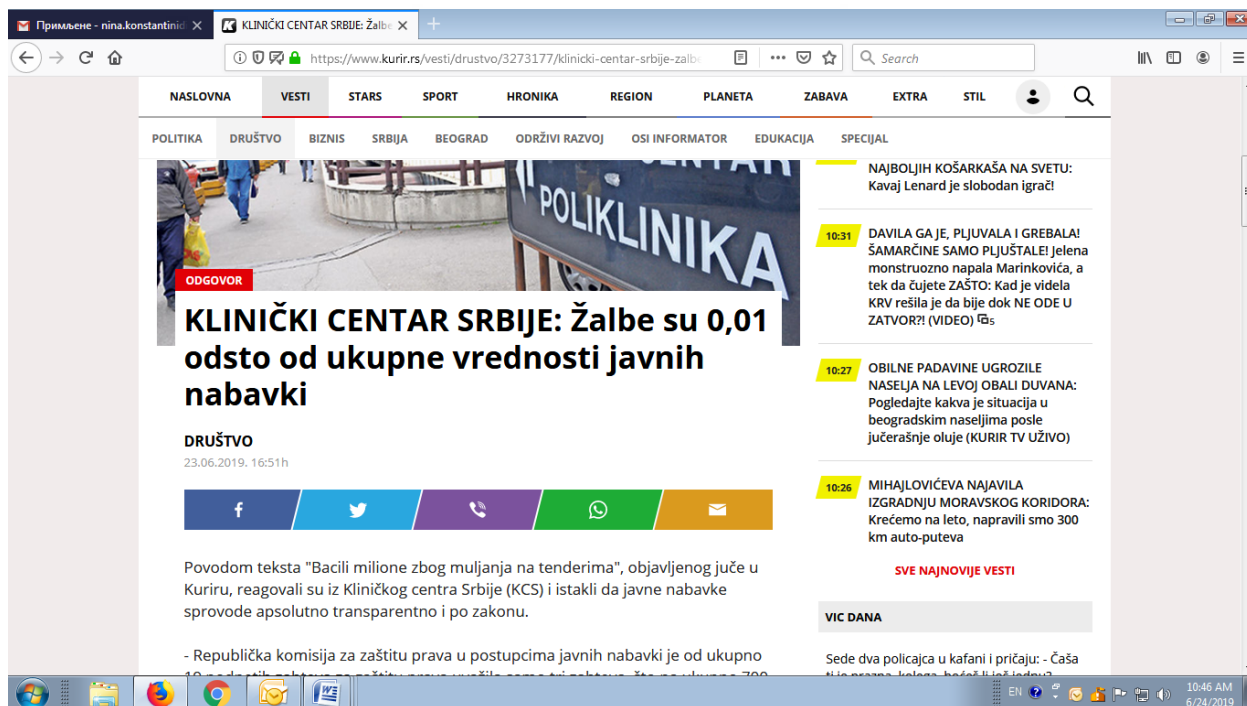 Примљене - nina.konstantinid
KLINIČKI CENTAR SRBIJE: Žalbe
https://www.kurir.rs/vesti/drustvo/3273177/klinicki-centar-srbije-zalb
Search
NASLOVNA VESTI STARS SPORT HRONIKA REGION PLANETA ZABAVA EXTRA STIL
POLITIKA DRUŠTVO BIZNIS SRBIJA BEOGRAD ODRŽIVI RAZVOJ OSI INFORMATOR EDUKACIJA SPECIJAL
POLIKLINIKA
ODGOVOR
KLINIČKI CENTAR SRBIJE: Žalbe su 0,01
odsto od ukupne vrednosti javnih
nabavki
DRUŠTVO
23.06.2019. 16:51h
Povodom teksta "Bacili milione zbog muljanja na tenderima", objavljenog juče u
Kuriru, reagovali su iz Kliničkog centra Srbije (KCS) i istakli da javne nabavke
sprovode apsolutno transparentno i po zakonu.
- Republička komisija za zaštitu prava u postupcima javnih nabavki je od ukupno
NAJBOLJIH KOŠARKAŠA NA SVETU:
Kavaj Lenard je slobodan igrač!
10:31
DAVILA GA JE, PLJUVALA I GREBALA!
ŠAMARČINE SAMO PLJUŠTALE! Jelena
monstruozno napala Marinkovića, a
tek da čujete ZAŠTO: Kad je videla
KRV rešila je da bije dok NE ODE U
ZATVOR?! (VIDEO) 5
10:27
OBILNE PADAVINE UGROZILE
NASELJA NA LEVOJ OBALI DUVANA:
Pogledajte kakva je situacija u
beogradskim naseljima posle
jučerašnje oluje (KURIR TV UŽIVO)
10:26
MIHAJLOVIĆEVA NAJAVILA
IZGRADNJU MORAVSKOG KORIDORA:
Krećemo na leto, napravili smo 300
km auto-puteva
SVE NAJNOVIJE VESTI
VIC DANA
Sede dva policajca u kafani i pričaju: - Čaša
EN
10:46 AM
6/24/2019